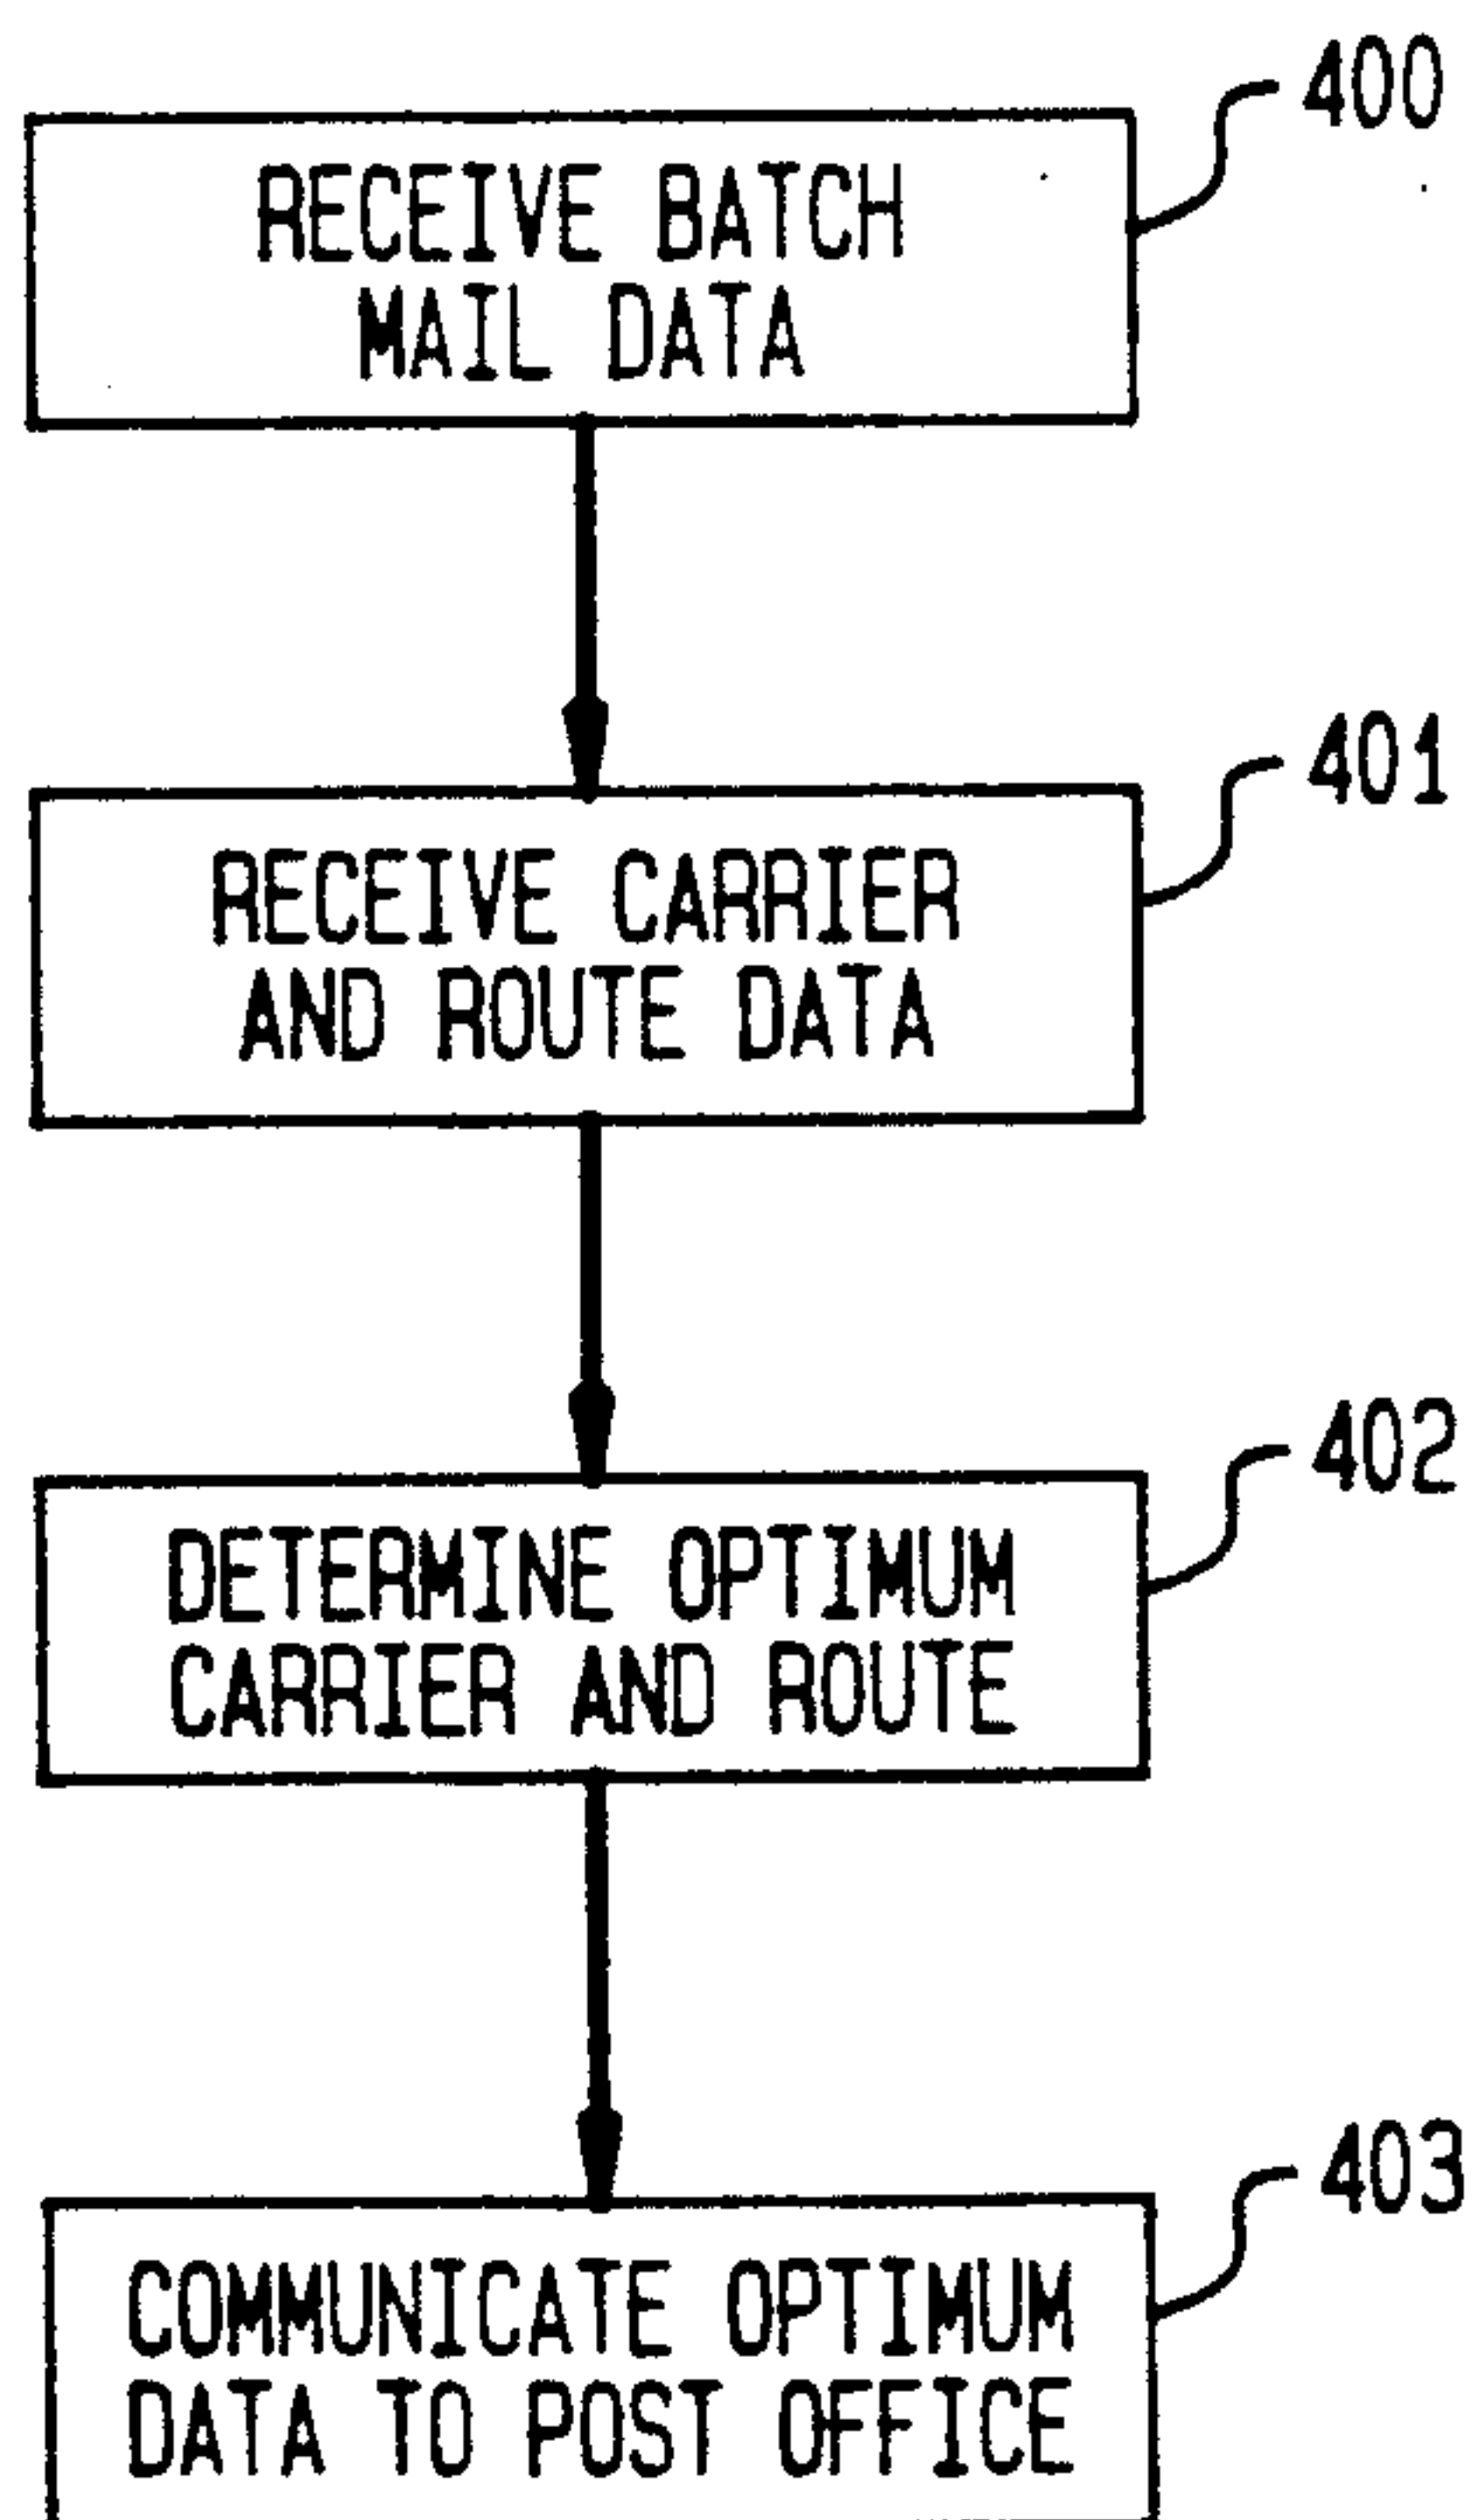 400
RECEIVE BATCH
MAIL DATA
401
RECEIVE CARRIER
AND ROUTE DATA
402
DETERMINE OPTIMUM
CARRIER AND ROUTE
403
COMMUNICATE OPTIMUM
DATA TO POST OFFICE